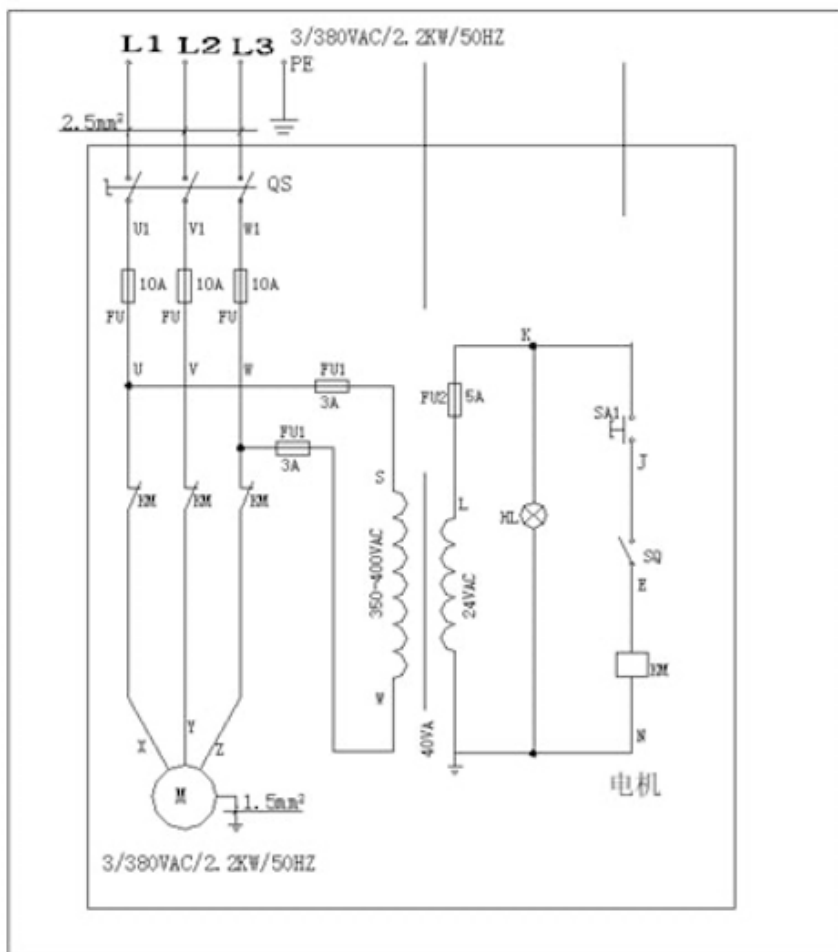 L1 L2 L3 3/380VAC/2.2KW/50HZ
PE
2.5mm²
QS
U1 V1 W1
10A 10A 10A
FU FU FU
U V W
FU1
3A
FU1
3A
K
FU2 5A
SA1
J
S
L
KM KM KM
HL
SQ
350-400VAC
24VAC
E
KM
W
40VA
N
X Y Z
M
1.5mm²
电机
3/380VAC/2.2KW/50HZ